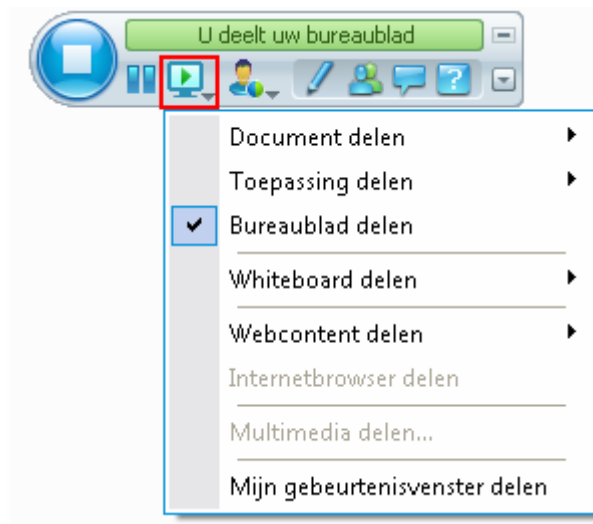 U deelt uw bureaublad
Document delen
Toepassing delen
Bureaublad delen
Whiteboard delen
Webcontent delen
Internetbrowser delen
Multimedia delen...
Mijn gebeurtenisvenster delen